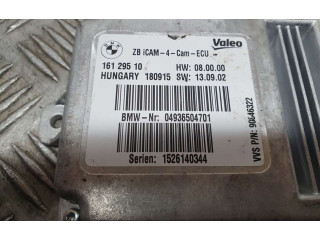 Valeo
ZB iCAM-4-Cam-ECU
161 295 10 HW: 08.00.00
HUNGARY 180915 SW: 13.09.02
BMW-Nr: 04936504701
Serien: 1526140344
VVS P/N: 90646322